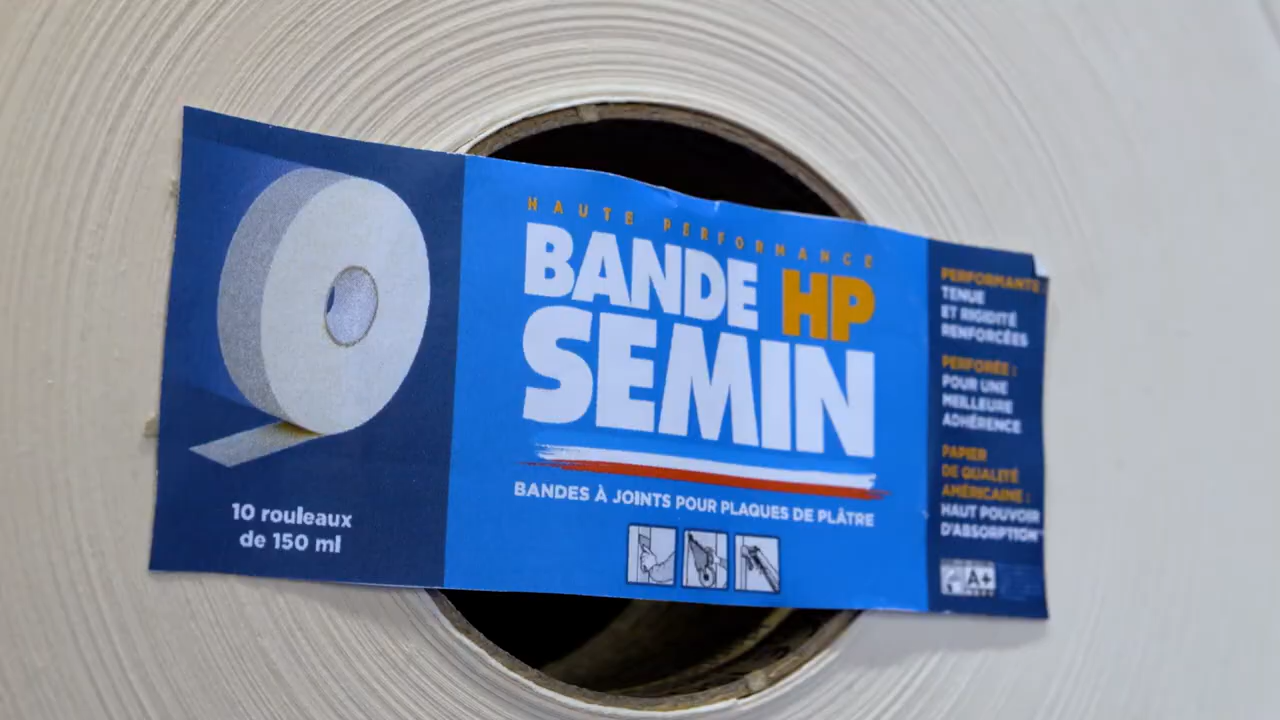 10 rouleaux
de 150 ml
HAUTE PERFORMANCE
BANDE HP
SEMIN
BANDES À JOINTS POUR PLAQUES DE PLÂTRE
PERFORMANTE :
TENUE
ET RIGIDITÉ
RENFORCÉES
PERFORÉE :
POUR UNE
MEILLEURE
ADHÉRENCE
PAPIER
DE QUALITÉ
AMÉRICAINE :
HAUT POUVOIR
D'ABSORPTION
A+